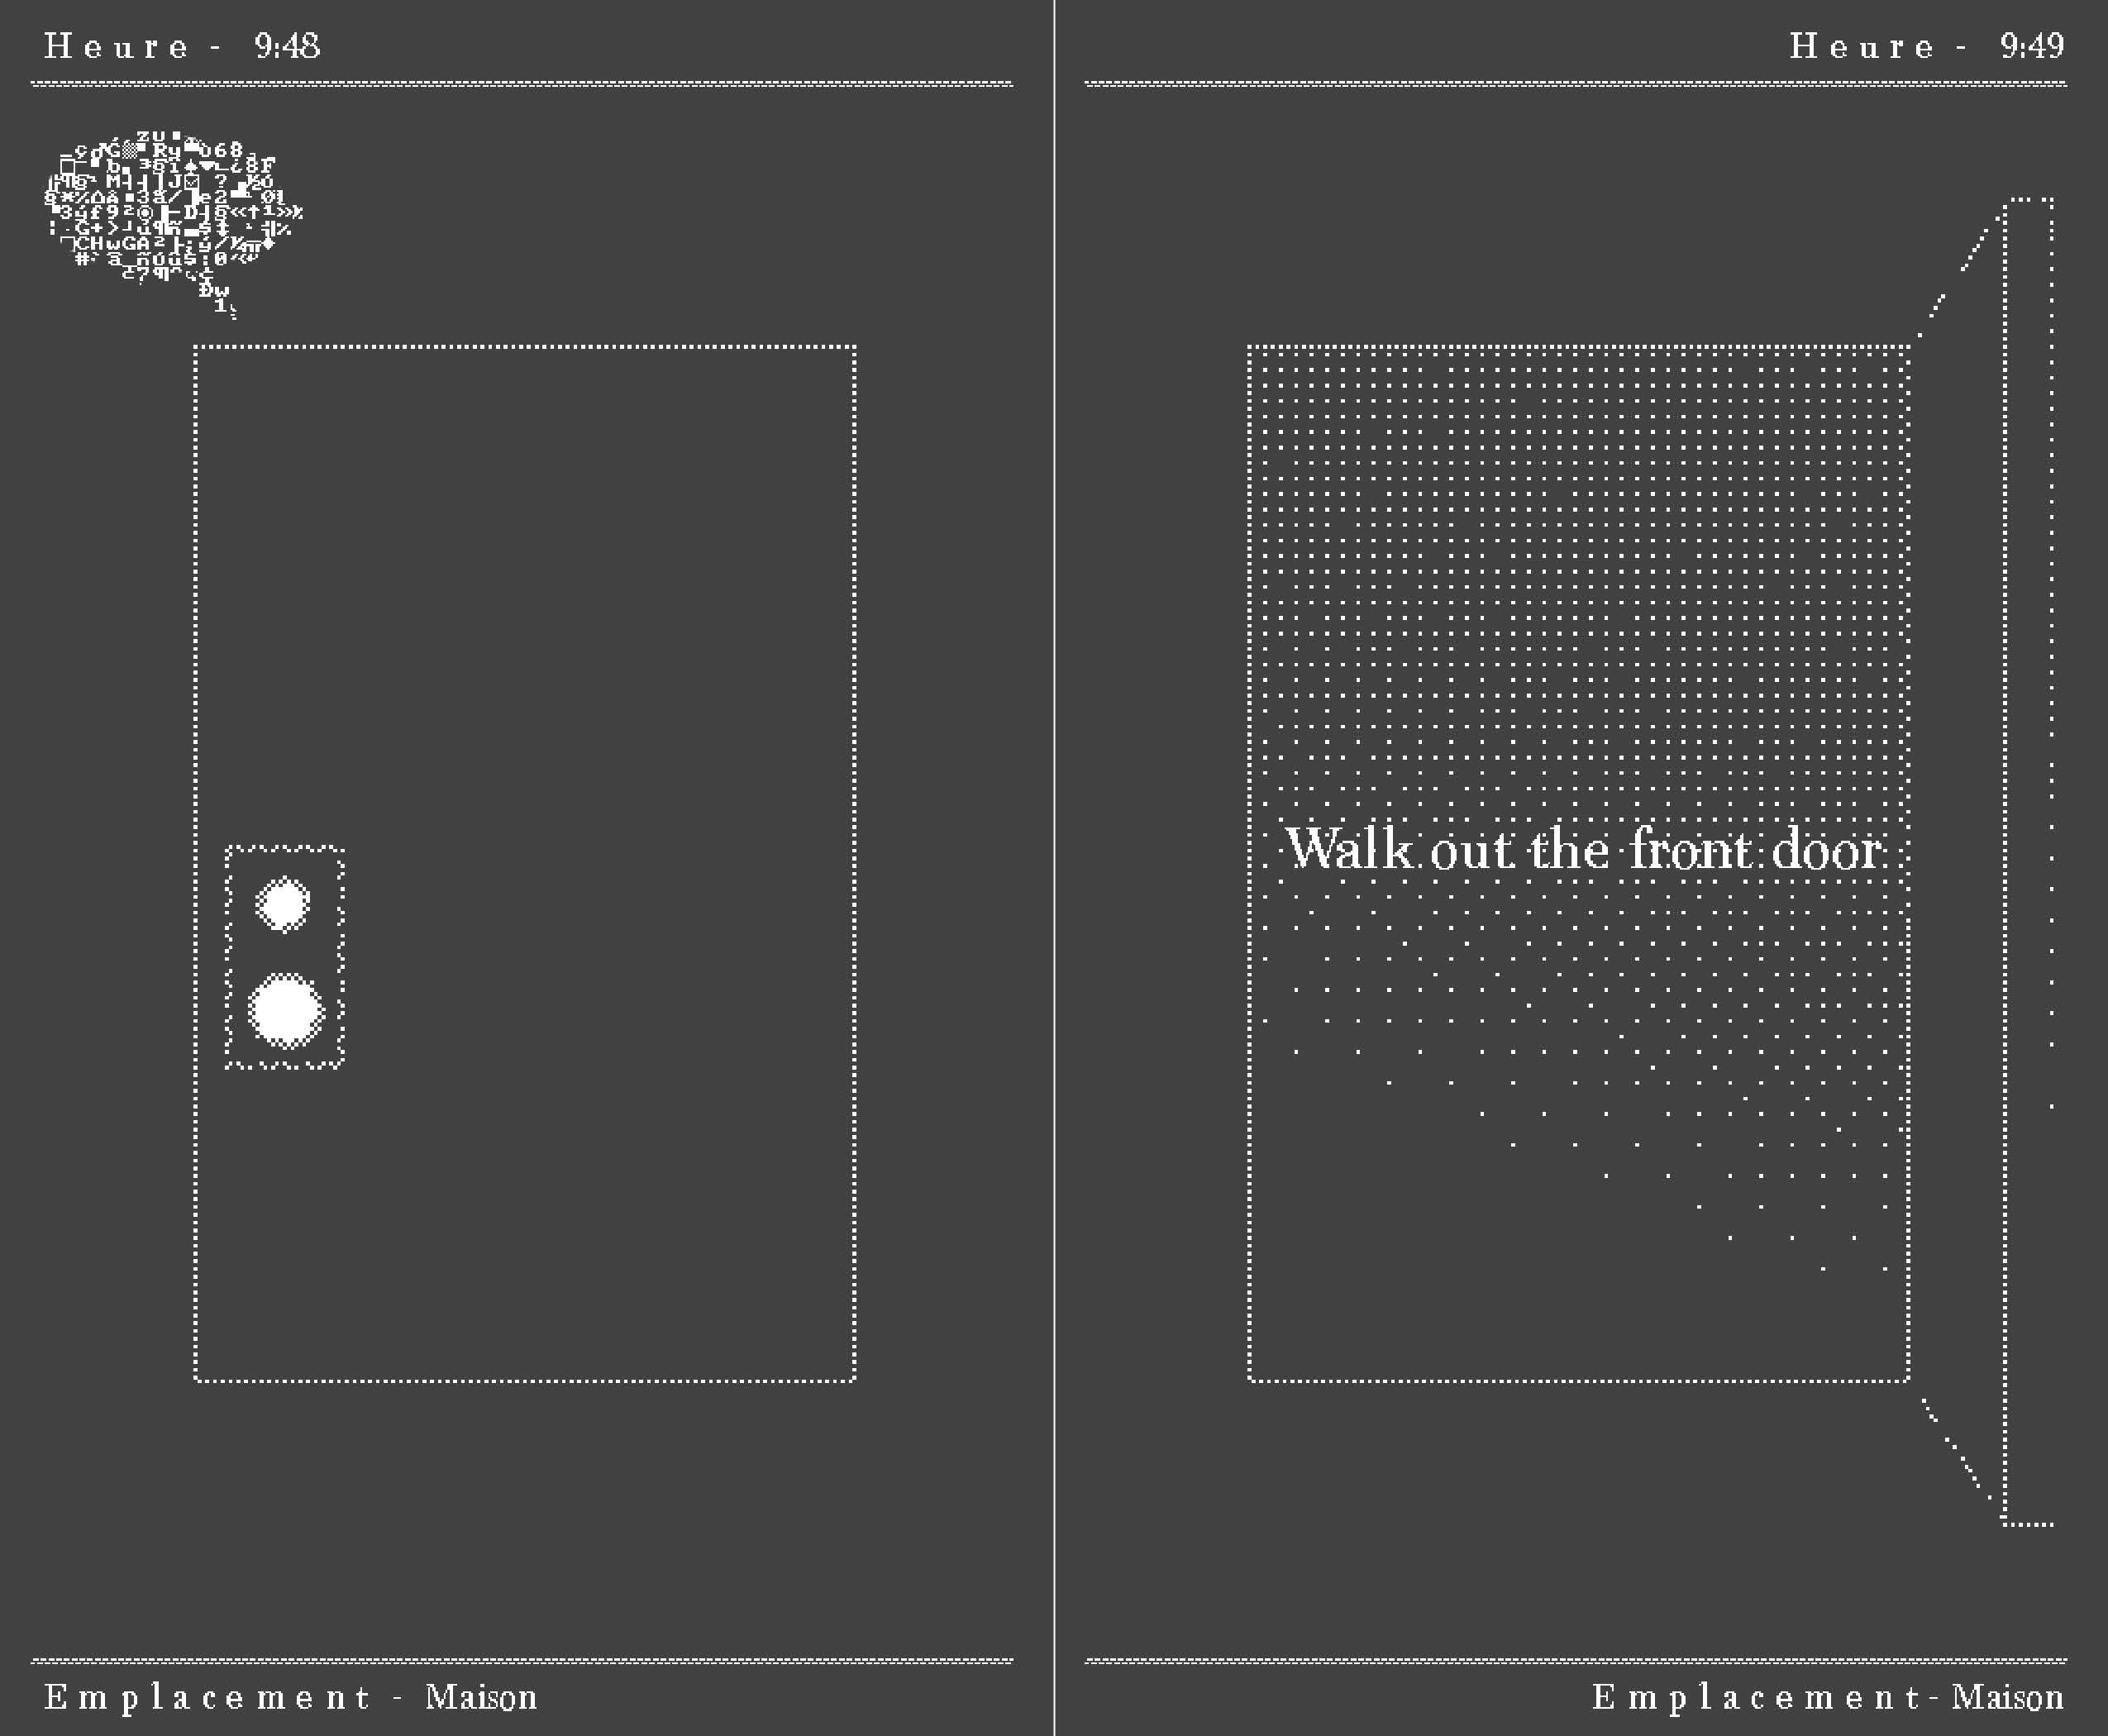 Heure - 9:48
Emplacement - Maison
Heure - 9:49
Walk out the front door
Emplacement - Maison